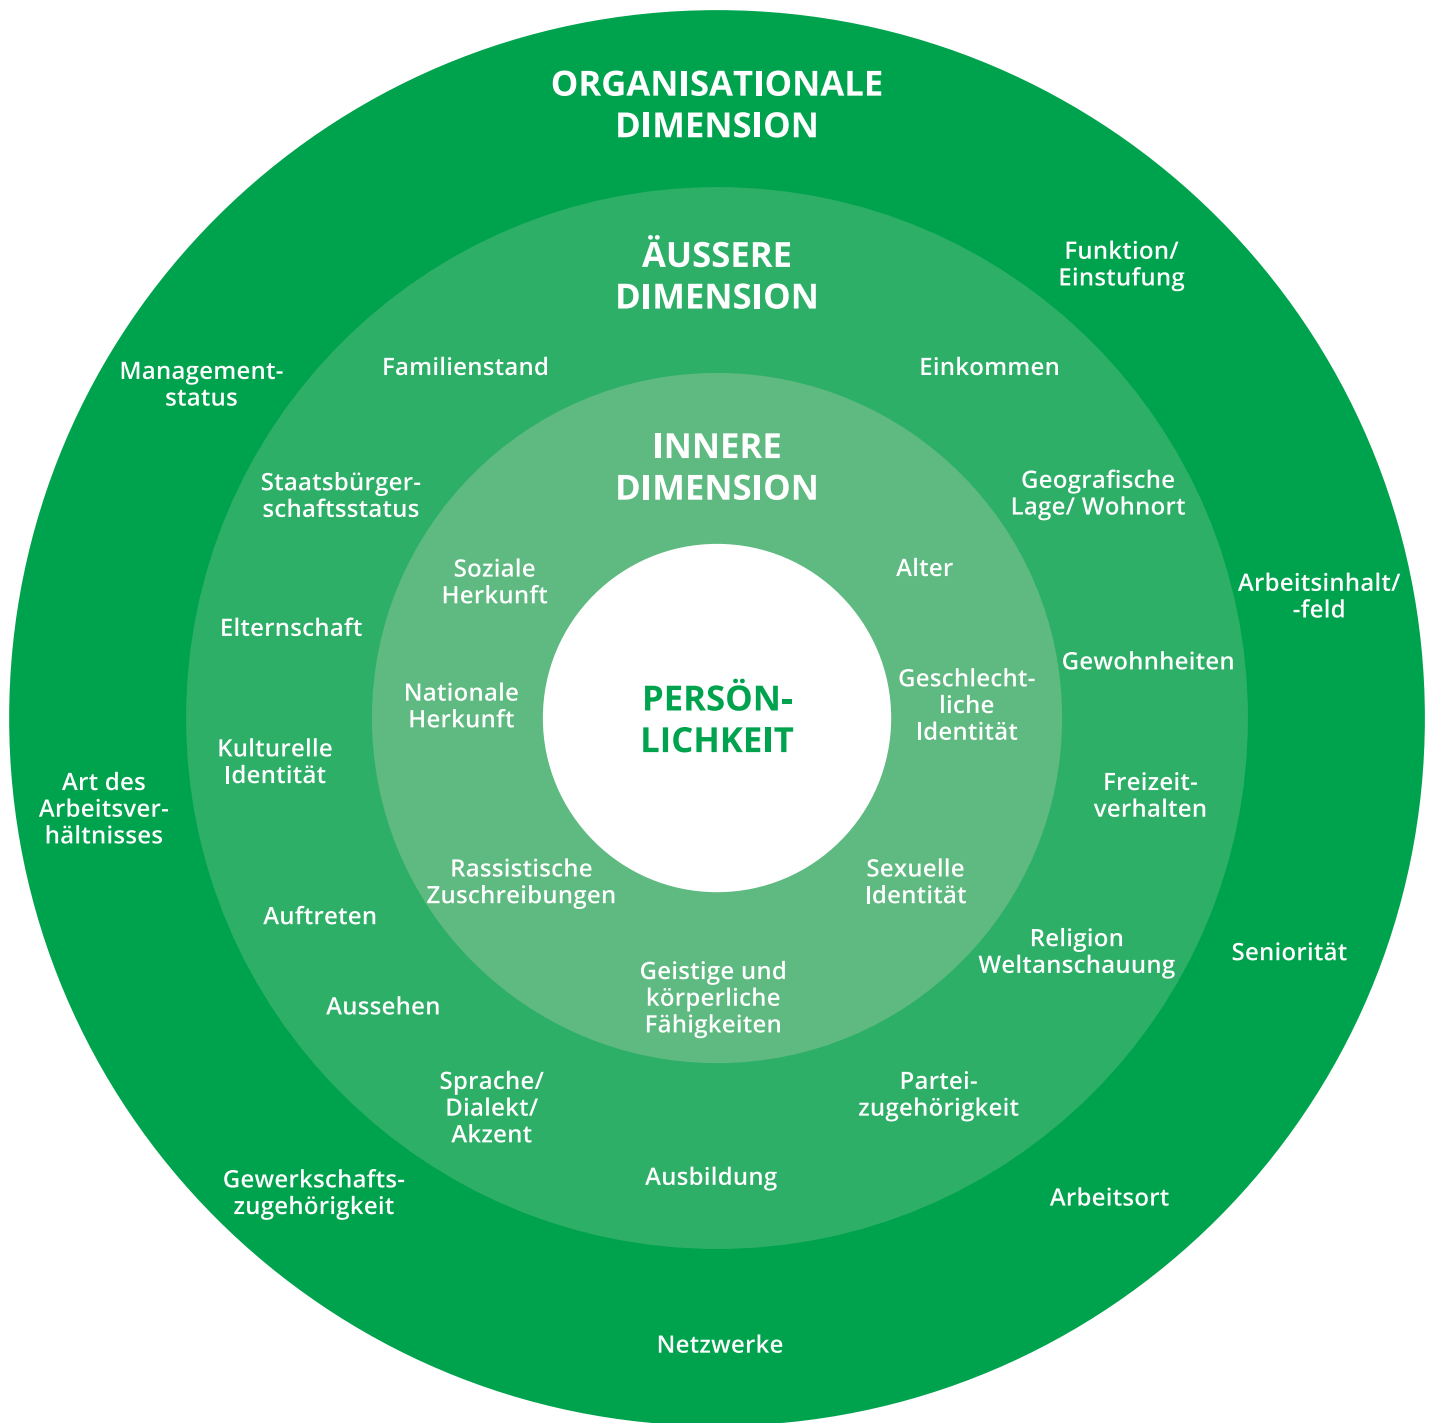 ORGANISATIONALE
DIMENSION
Funktion/
Einstufung
Arbeitsinhalt/
-feld
Seniorität
Arbeitsort
Netzwerke
Gewerkschafts-
zugehörigkeit
Art des
Arbeitsver-
hältnisses
Management-
status
ÄUSSERE
DIMENSION
Einkommen
Geografische
Lage/ Wohnort
Gewohnheiten
Freizeit-
verhalten
Religion
Weltanschauung
Partei-
zugehörigkeit
Ausbildung
Sprache/
Dialekt/
Akzent
Aussehen
Auftreten
Kulturelle
Identität
Elternschaft
Staatsbürger-
schaftsstatus
Familienstand
INNERE
DIMENSION
Alter
Geschlecht-
liche
Identität
Sexuelle
Identität
Geistige und
körperliche
Fähigkeiten
Rassistische
Zuschreibungen
Nationale
Herkunft
Soziale
Herkunft
PERSÖN-
LICHKEIT